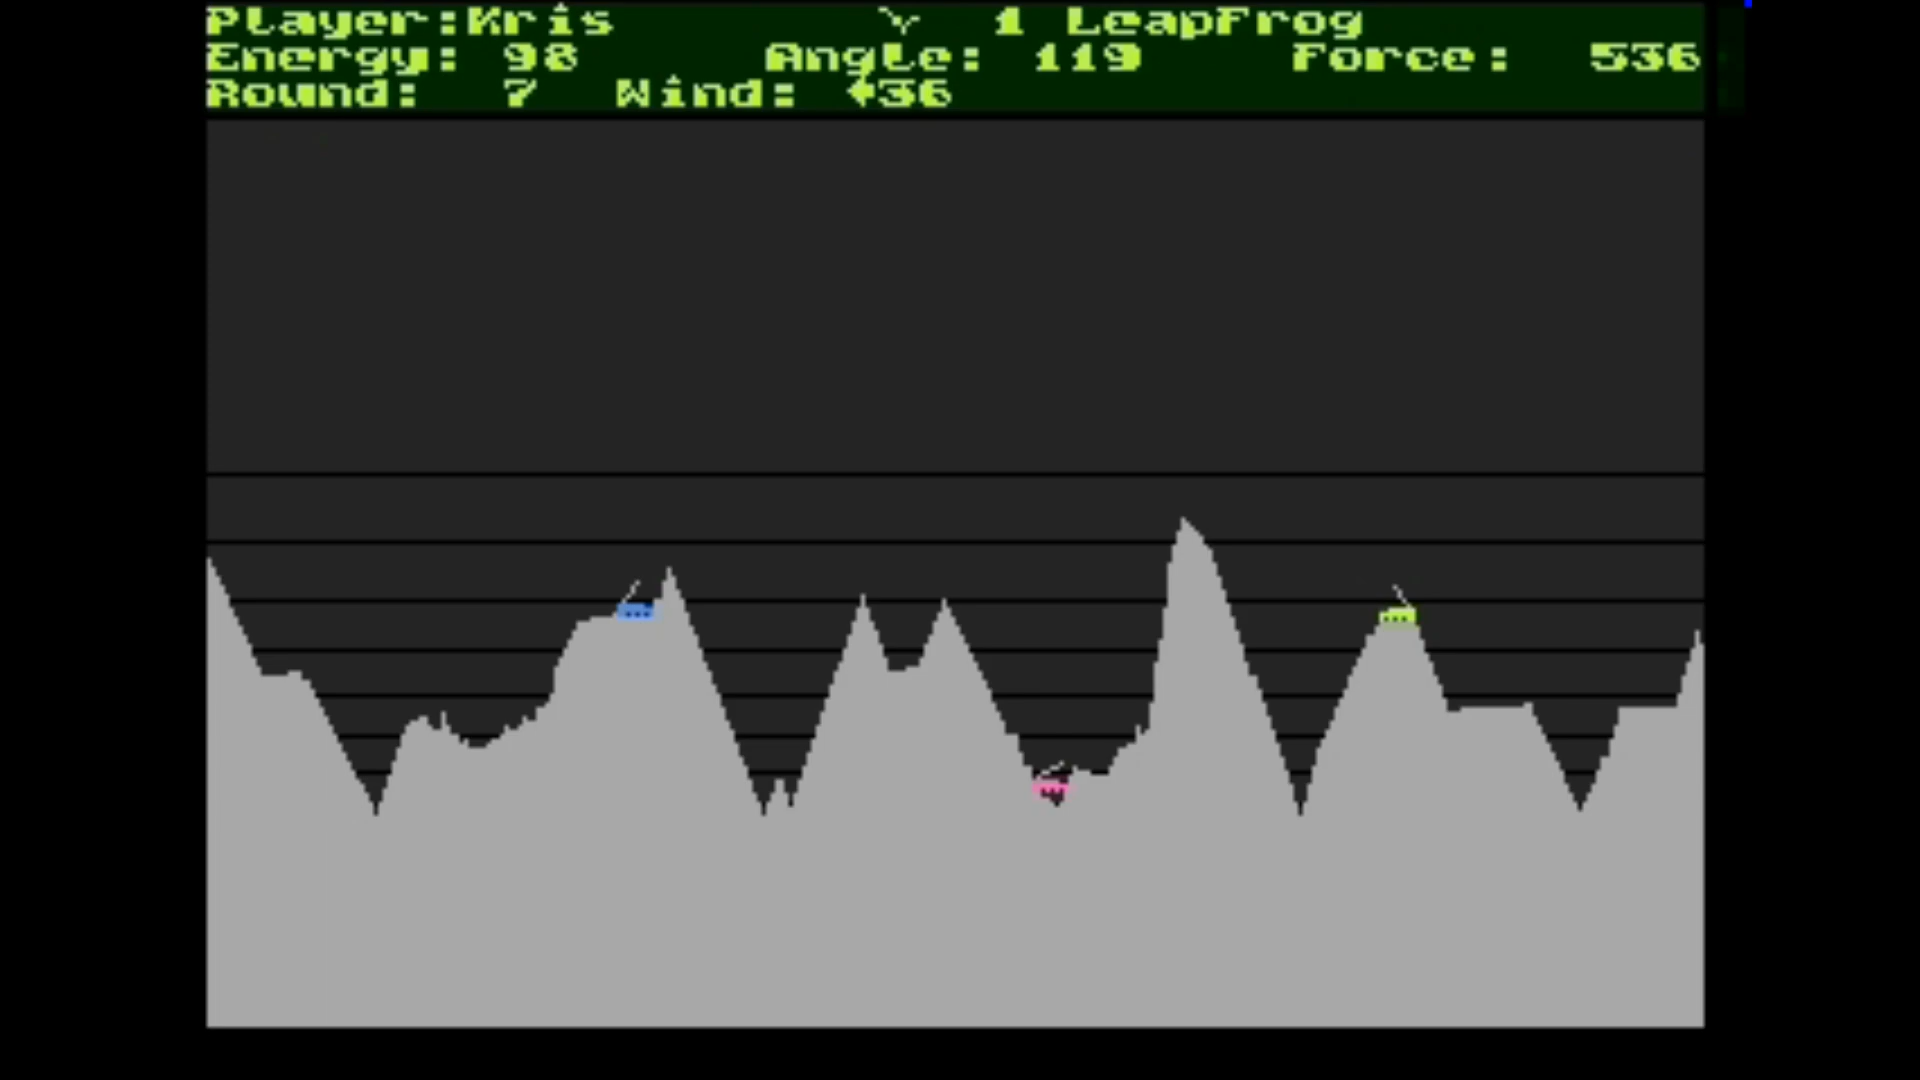 Player:Kris 1 LeapFrog
Energy: 98 Angle: 119 Force: 536
Round: 7 Wind: ←36